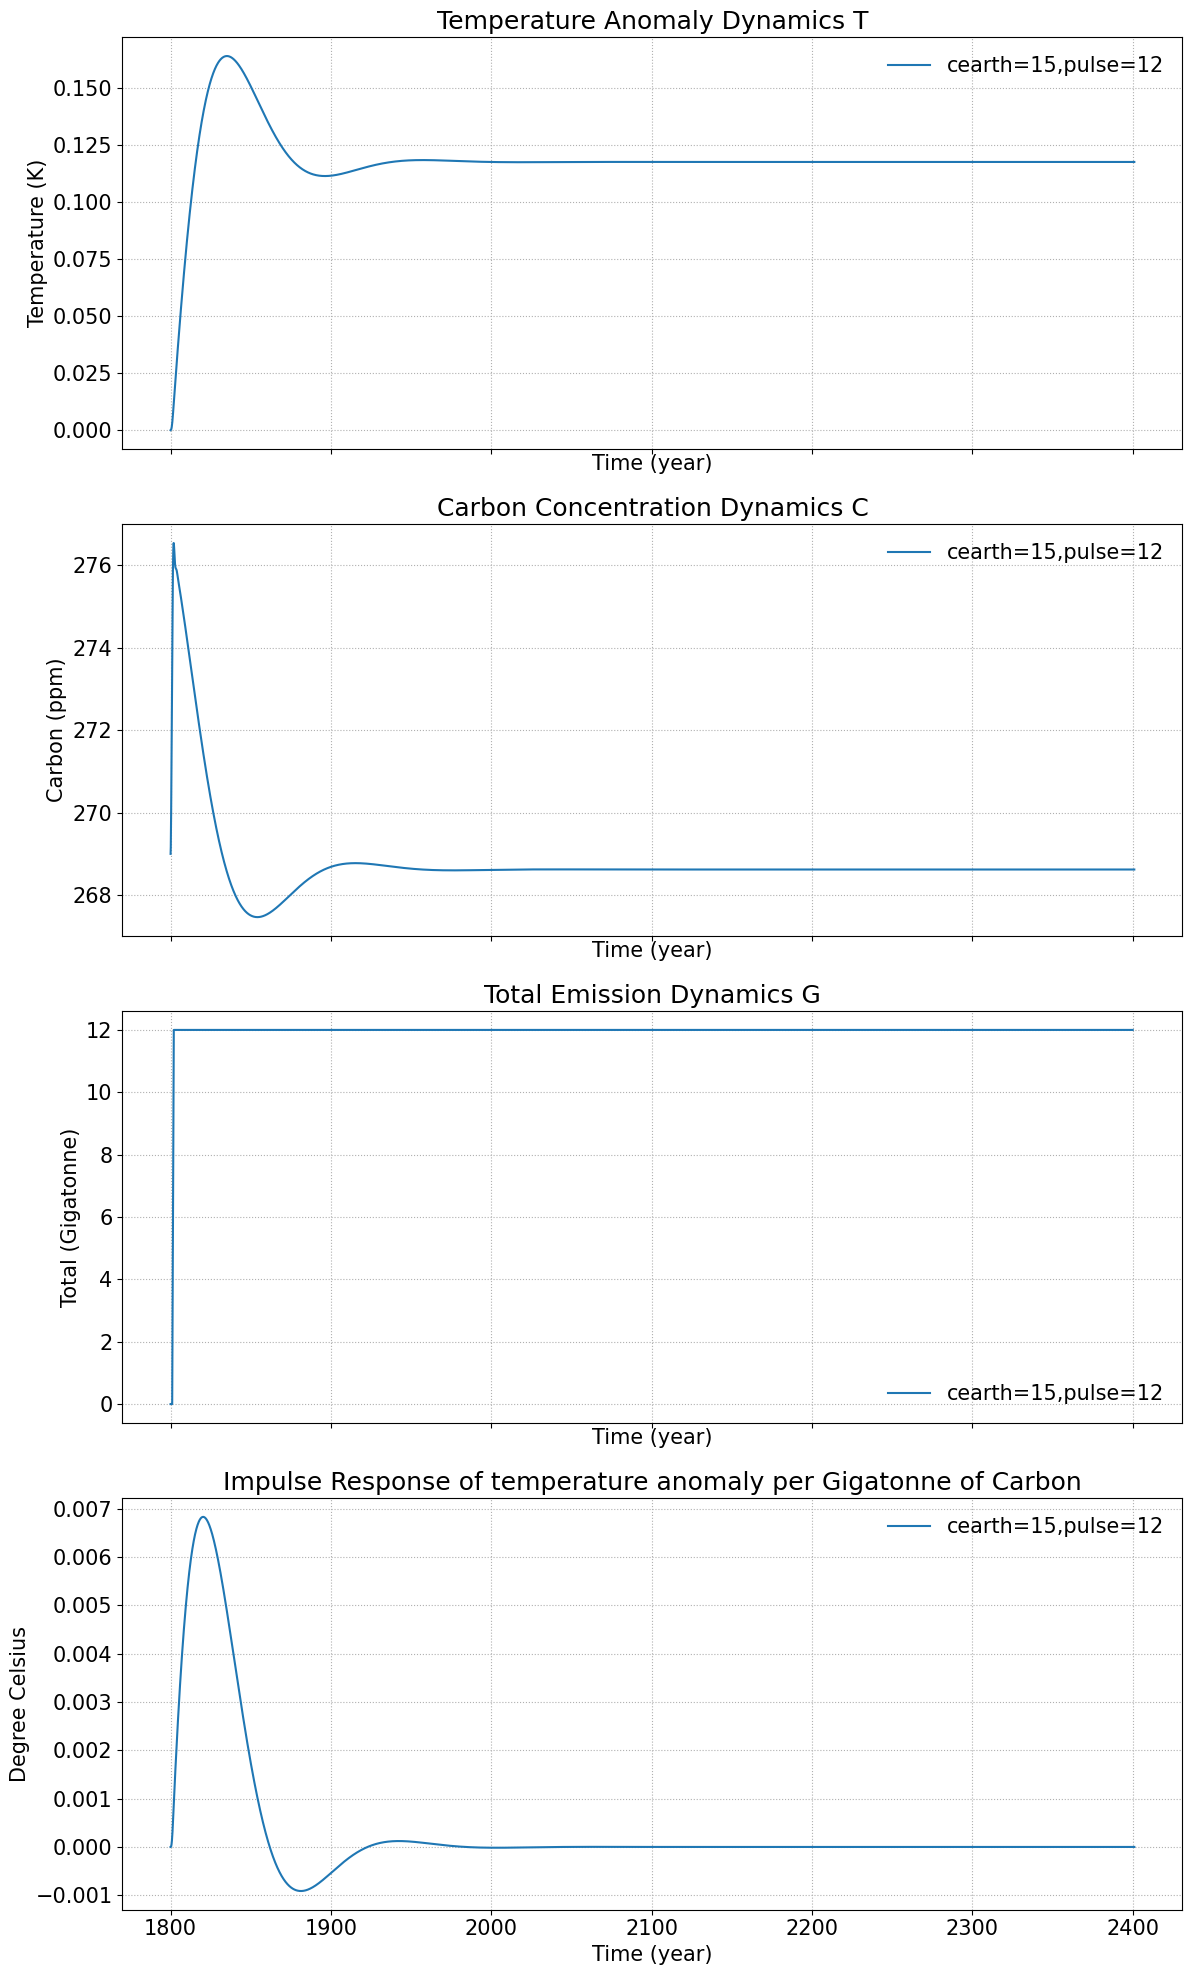 Temperature Anomaly Dynamics T
cearth=15,pulse=12
0.150
0.125
0.100
0.075
0.050
0.025
0.000
Temperature (K)
Time (year)
Carbon Concentration Dynamics C
cearth=15,pulse=12
276
274
272
270
268
Carbon (ppm)
Time (year)
Total Emission Dynamics G
12
10
8
6
4
2
0
Total (Gigatonne)
cearth=15,pulse=12
Time (year)
Impulse Response of temperature anomaly per Gigatonne of Carbon
cearth=15,pulse=12
0.007
0.006
0.005
0.004
0.003
0.002
0.001
0.000
−0.001
Degree Celsius
1800 1900 2000 2100 2200 2300 2400
Time (year)